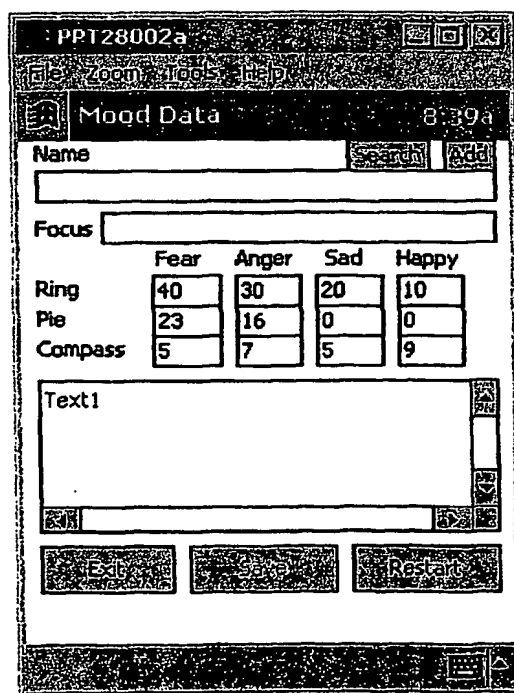 : PPT28002a
File Zoom Tools Help
Mood Data 8:39a
Name Search Add
Focus
Fear Anger Sad Happy
Ring 40 30 20 10
Pie 23 16 0 0
Compass 5 7 5 9
Text1
Exit Save Restart